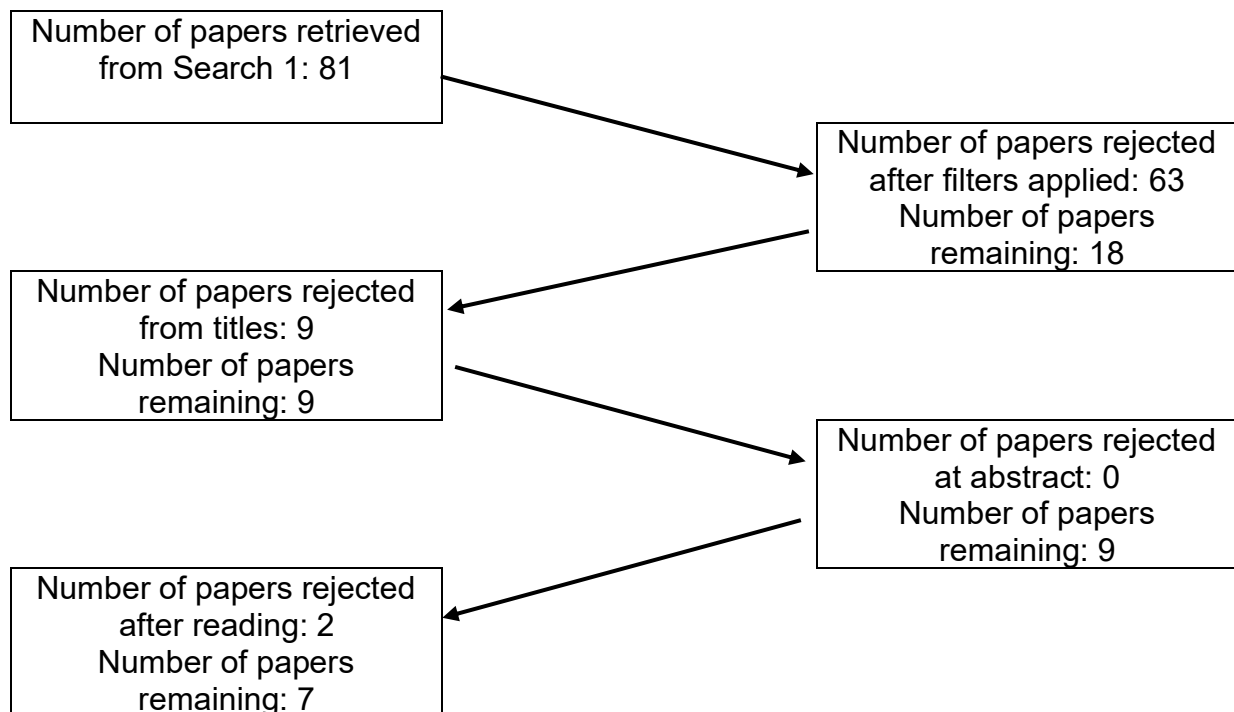 Number of papers retrieved
from Search 1: 81
Number of papers rejected
after filters applied: 63
Number of papers
remaining: 18
Number of papers rejected
from titles: 9
Number of papers
remaining: 9
Number of papers rejected
at abstract: 0
Number of papers
remaining: 9
Number of papers rejected
after reading: 2
Number of papers
remaining: 7